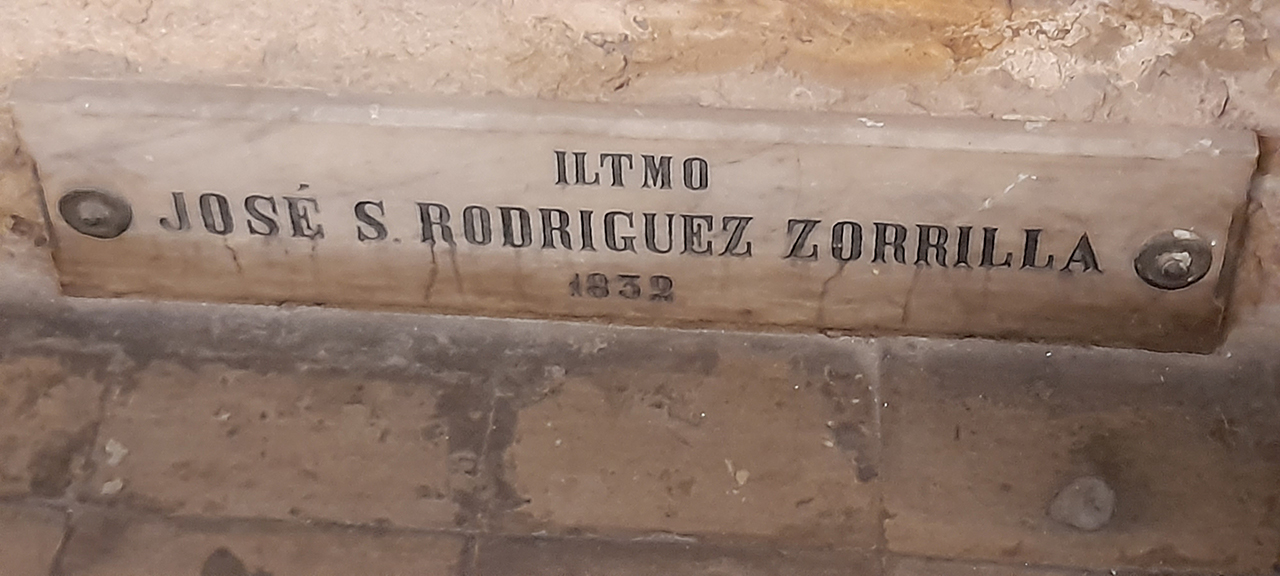 ILTMO
JOSÉ S. RODRIGUEZ ZORRILLA
1832